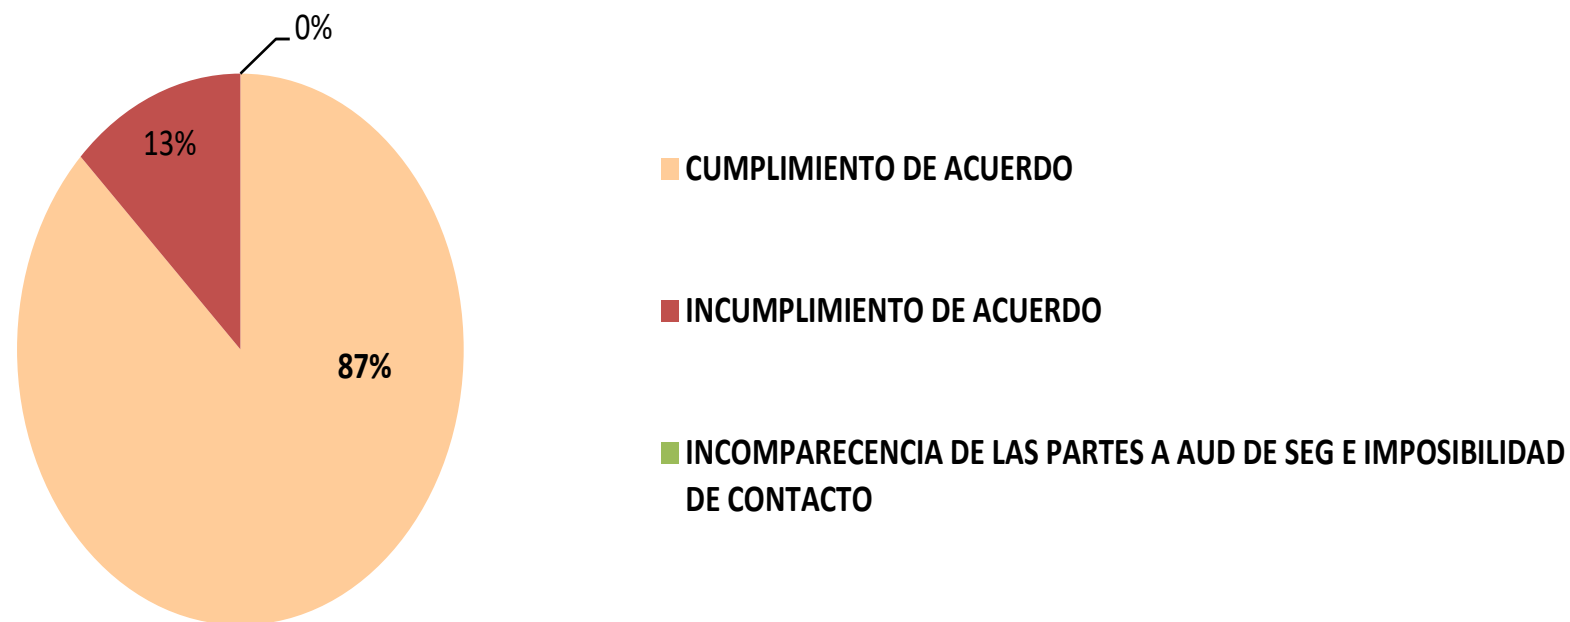 0%
13%
87%
CUMPLIMIENTO DE ACUERDO
INCUMPLIMIENTO DE ACUERDO
INCOMPARECENCIA DE LAS PARTES A AUD DE SEG E IMPOSIBILIDAD
DE CONTACTO